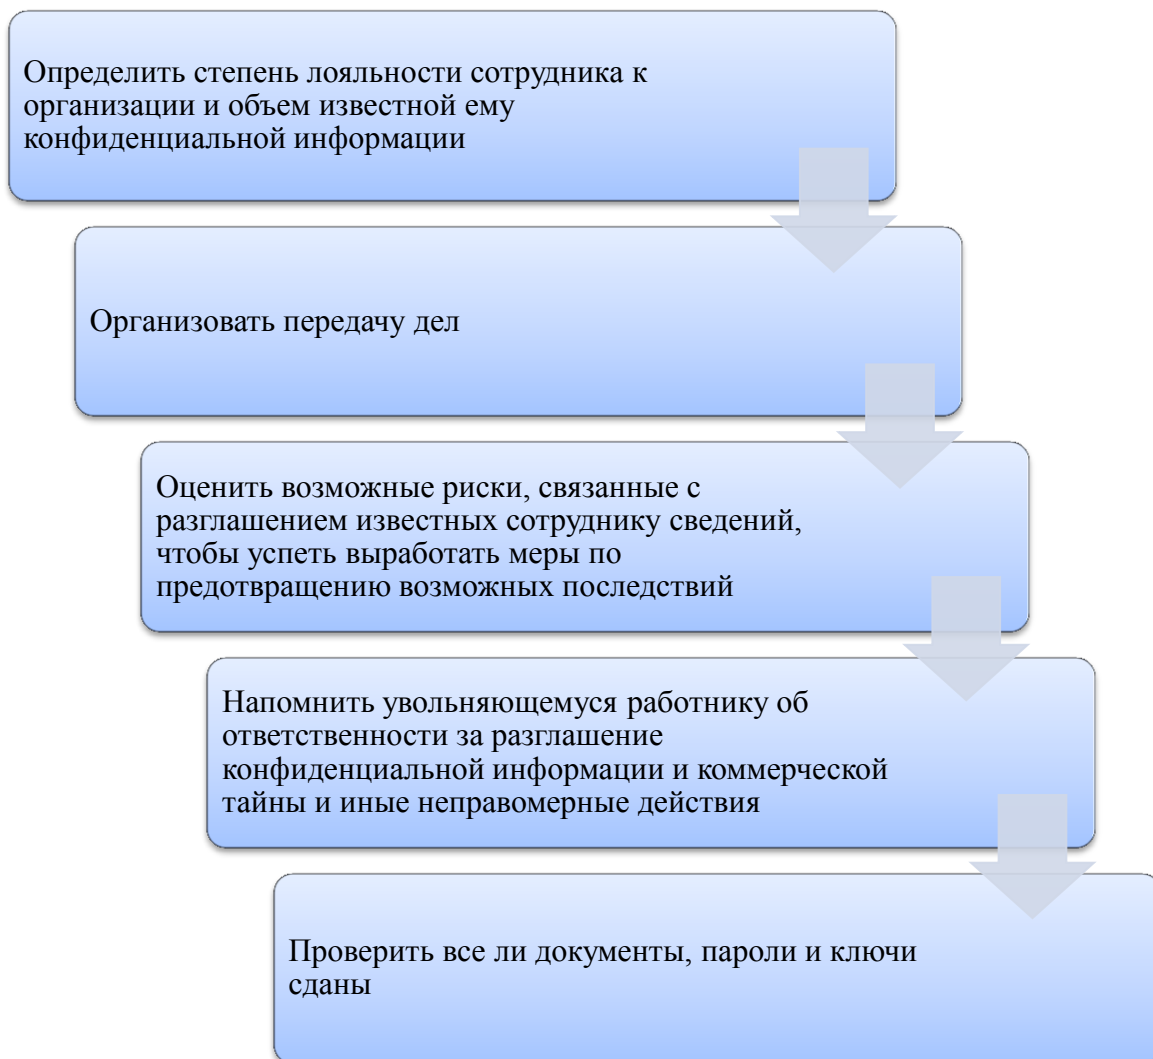 Определить степень лояльности сотрудника к
организации и объем известной ему
конфиденциальной информации
Организовать передачу дел
Оценить возможные риски, связанные с
разглашением известных сотруднику сведений,
чтобы успеть выработать меры по
предотвращению возможных последствий
Напомнить увольняющемуся работнику об
ответственности за разглашение
конфиденциальной информации и коммерческой
тайны и иные неправомерные действия
Проверить все ли документы, пароли и ключи
сданы